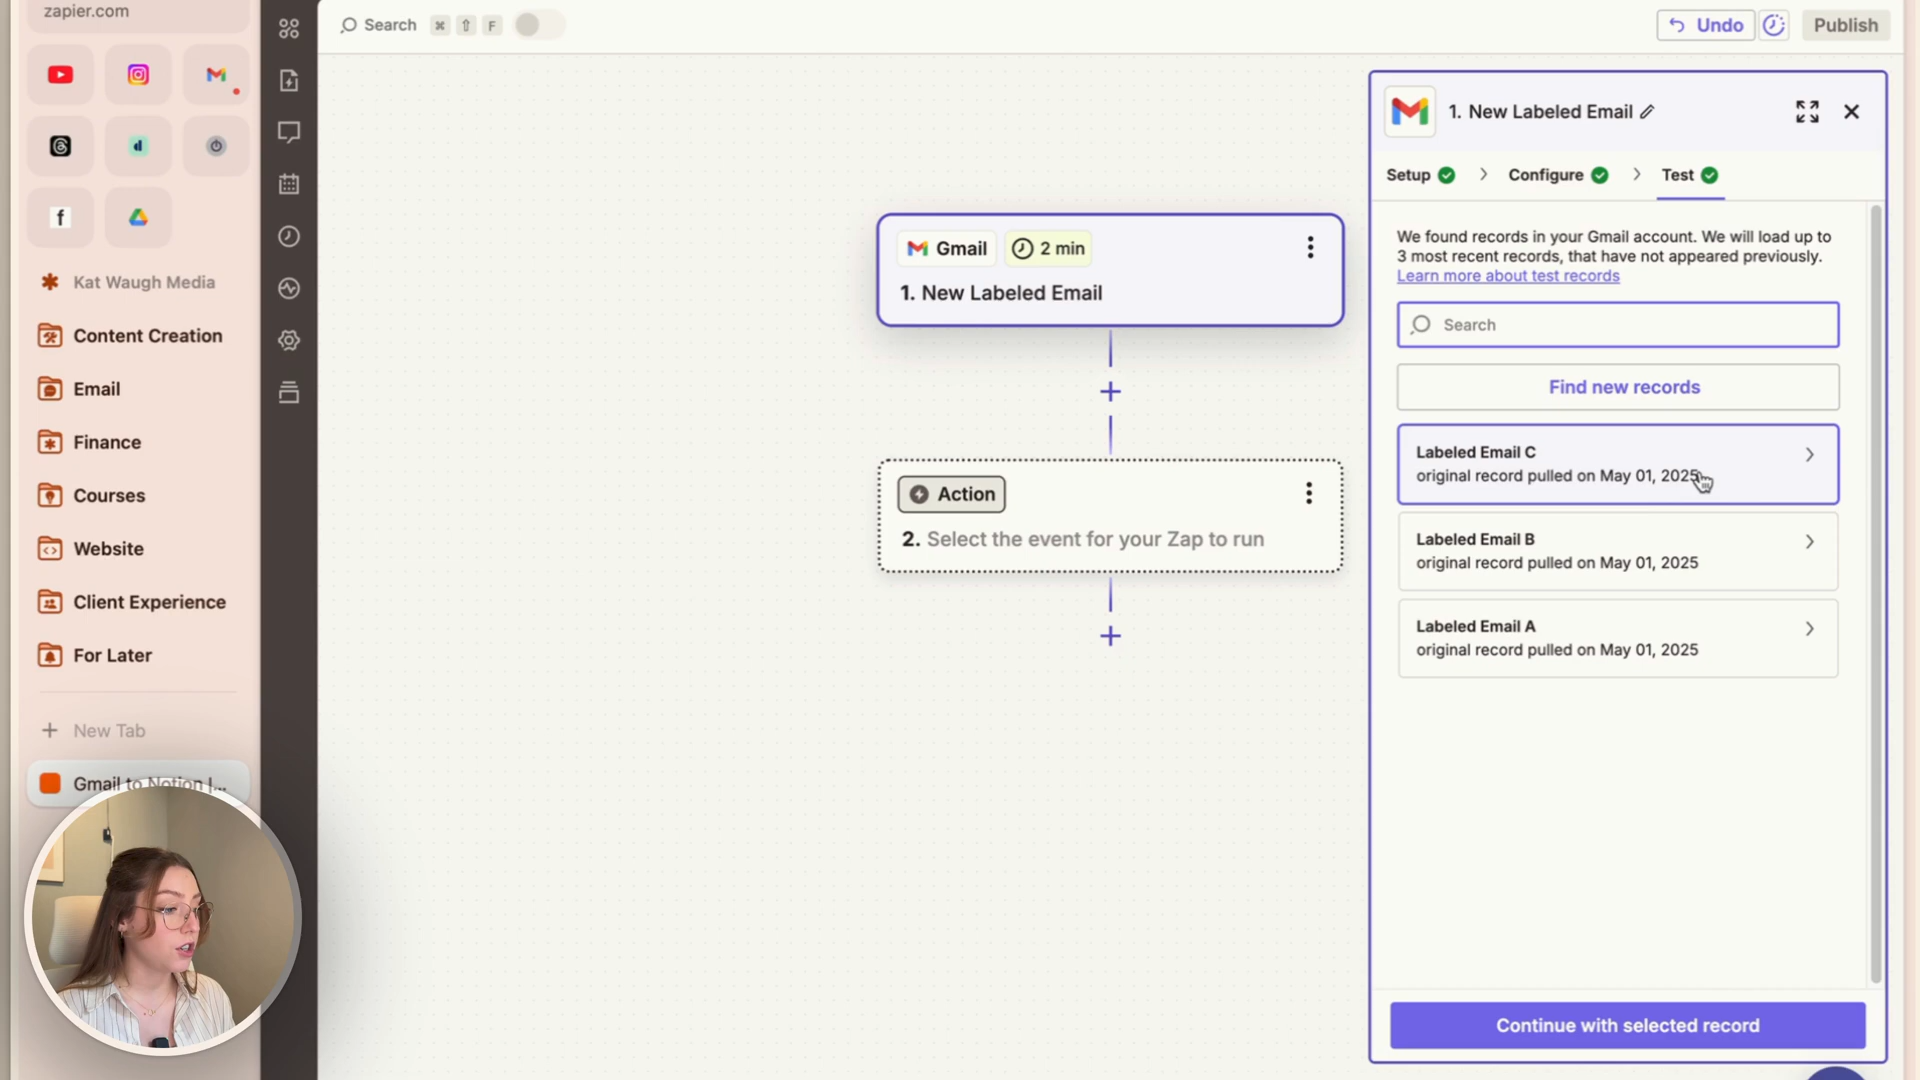 zapier.com
f
Kat Waugh Media
Content Creation
Email
Finance
Courses
Website
Client Experience
For Later
+ New Tab
Gmail to Notion |...
Search ⌘ ⇧ F
Undo
Publish
Gmail
2 min
1. New Labeled Email
Action
2. Select the event for your Zap to run
1. New Labeled Email
Setup
Configure
Test
We found records in your Gmail account. We will load up to
3 most recent records, that have not appeared previously.
Learn more about test records
Search
Find new records
Labeled Email C
original record pulled on May 01, 2025
Labeled Email B
original record pulled on May 01, 2025
Labeled Email A
original record pulled on May 01, 2025
Continue with selected record